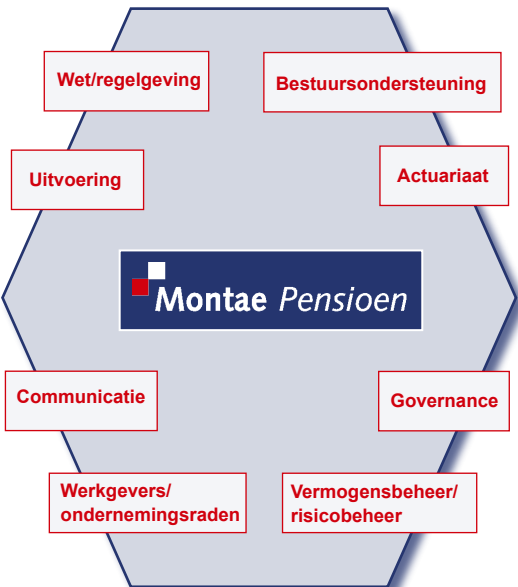 Wet/regelgeving
Bestuursondersteuning
Uitvoering
Actuariaat
Montae Pensioen
Communicatie
Governance
Werkgevers/
ondernemingsraden
Vermogensbeheer/
risicobeheer